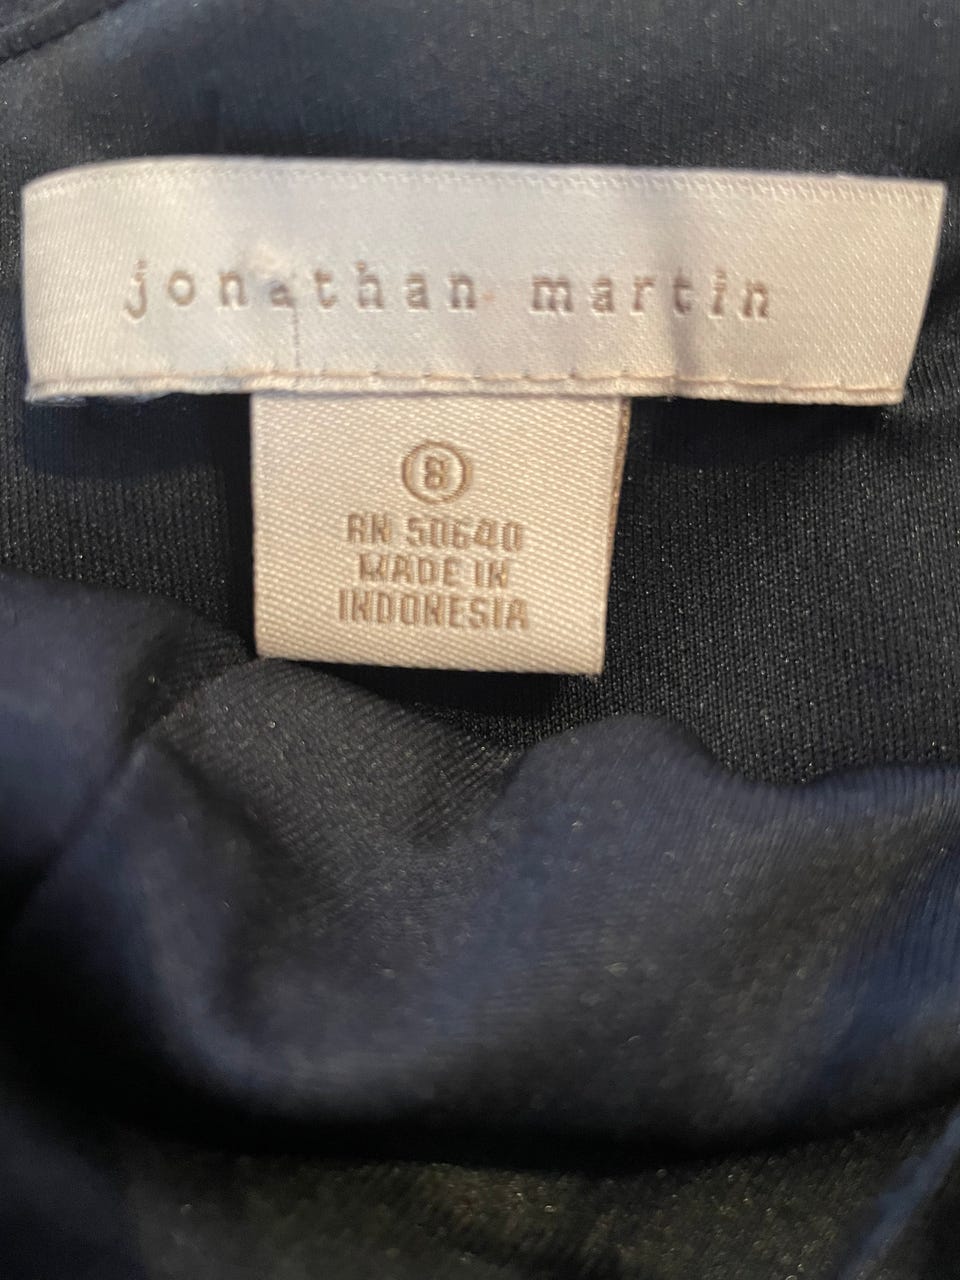 jonathan martin
8
RN 50640
MADE IN
INDONESIA